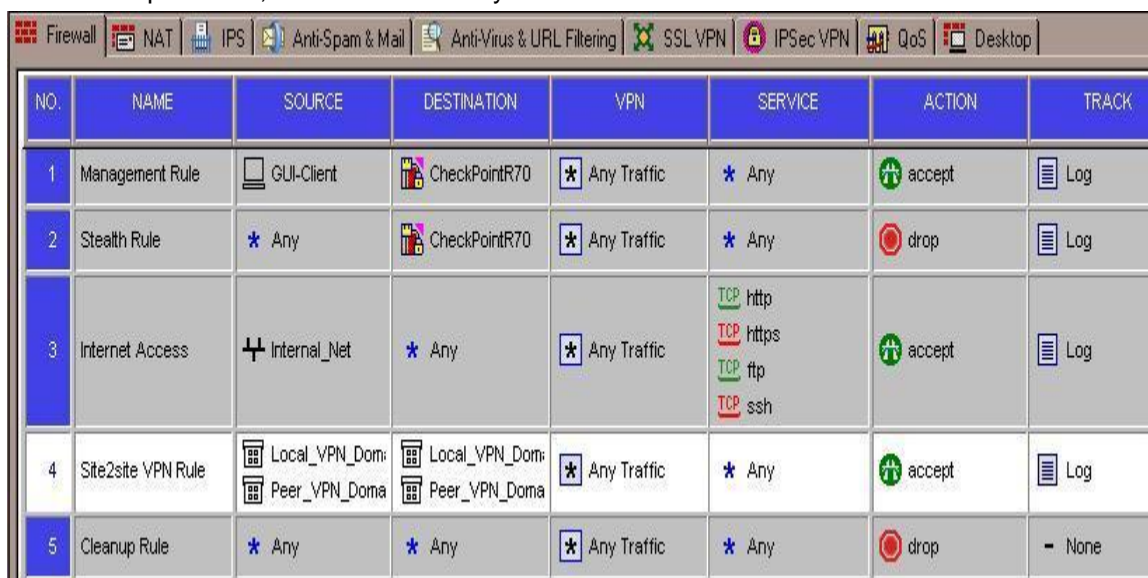 Firewall NAT IPS Anti-Spam & Mail Anti-Virus & URL Filtering SSL VPN IPSec VPN QoS Desktop
NO. NAME SOURCE DESTINATION VPN SERVICE ACTION TRACK
1 Management Rule GUI-Client CheckPointR70 * Any Traffic * Any accept Log
2 Stealth Rule * Any CheckPointR70 * Any Traffic * Any drop Log
TCP http
TCP https
3 Internet Access Internal_Net * Any * Any Traffic accept Log
TCP ftp
TCP ssh
Local_VPN_Dom Local_VPN_Dom
4 Site2site VPN Rule * Any Traffic * Any accept Log
Peer_VPN_Doma Peer_VPN_Doma
5 Cleanup Rule * Any * Any * Any Traffic * Any drop - None